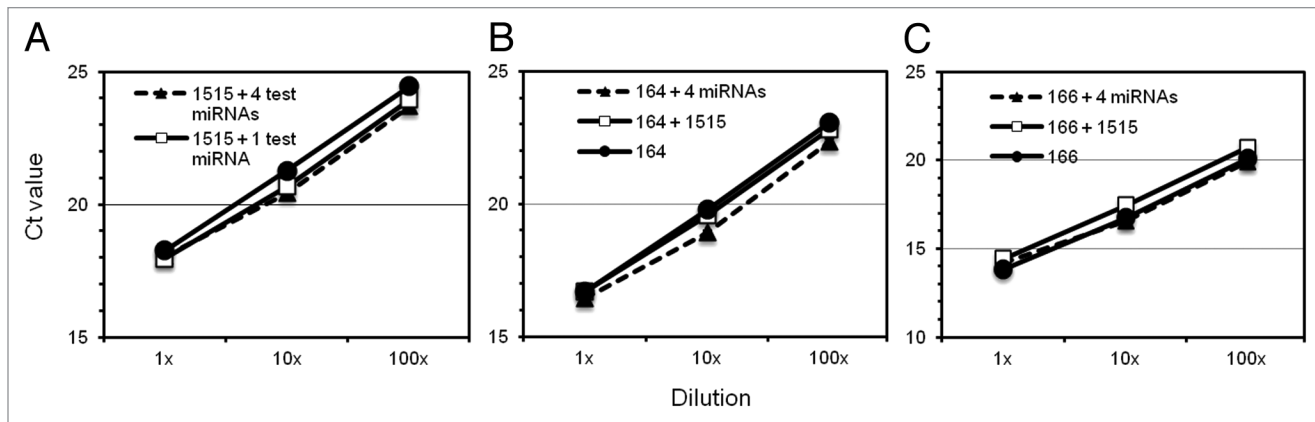 A
B
C
Ct value
25
20
15
1515 + 4 test
miRNAs
1515 + 1 test
miRNA
1x
10x
100x
25
20
15
164 + 4 miRNAs
164 + 1515
164
1x
10x
100x
25
20
15
10
166 + 4 miRNAs
166 + 1515
166
1x
10x
100x
Dilution